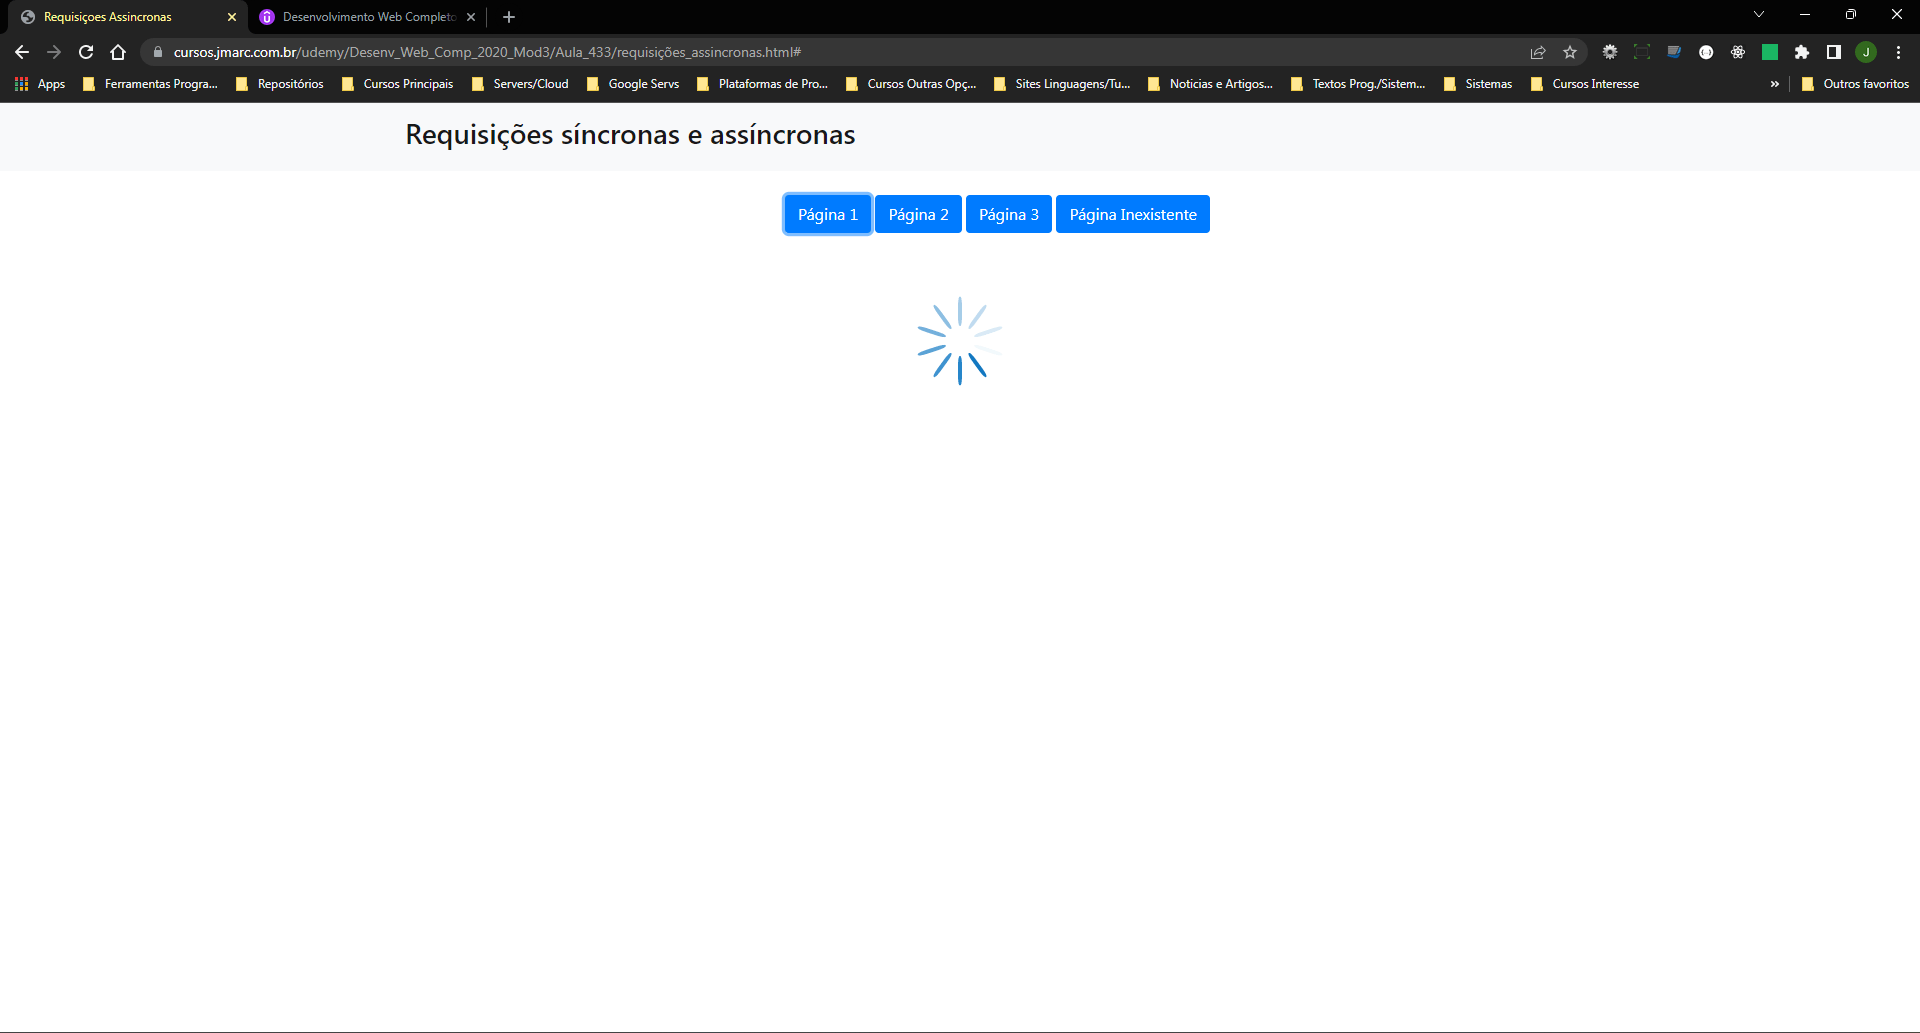 Requisiçoes Assincronas
Desenvolvimento Web Completo
cursos.jmarc.com.br/udemy/Desenv_Web_Comp_2020_Mod3/Aula_433/requisições_assincronas.html#
J
Apps Ferramentas Progra... Repositórios Cursos Principais Servers/Cloud Google Servs Plataformas de Pro... Cursos Outras Opç... Sites Linguagens/Tu... Noticias e Artigos... Textos Prog./Sistem... Sistemas Cursos Interesse » Outros favoritos
Requisições síncronas e assíncronas
Página 1 Página 2 Página 3 Página Inexistente